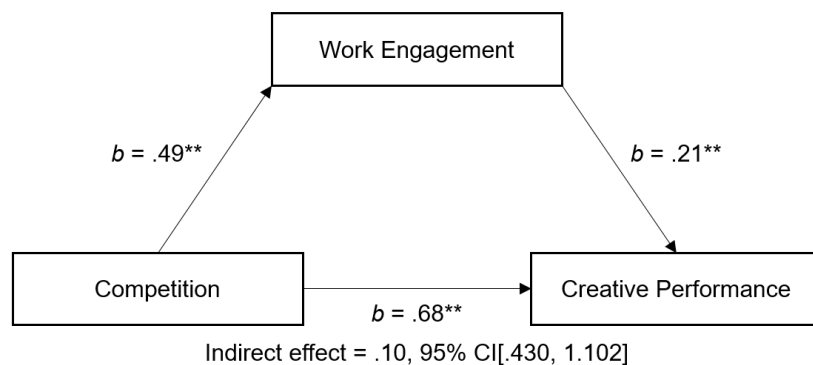 Work Engagement
b = .49**
b = .21**
Competition
Creative Performance
b = .68**
Indirect effect = .10, 95% CI[.430, 1.102]